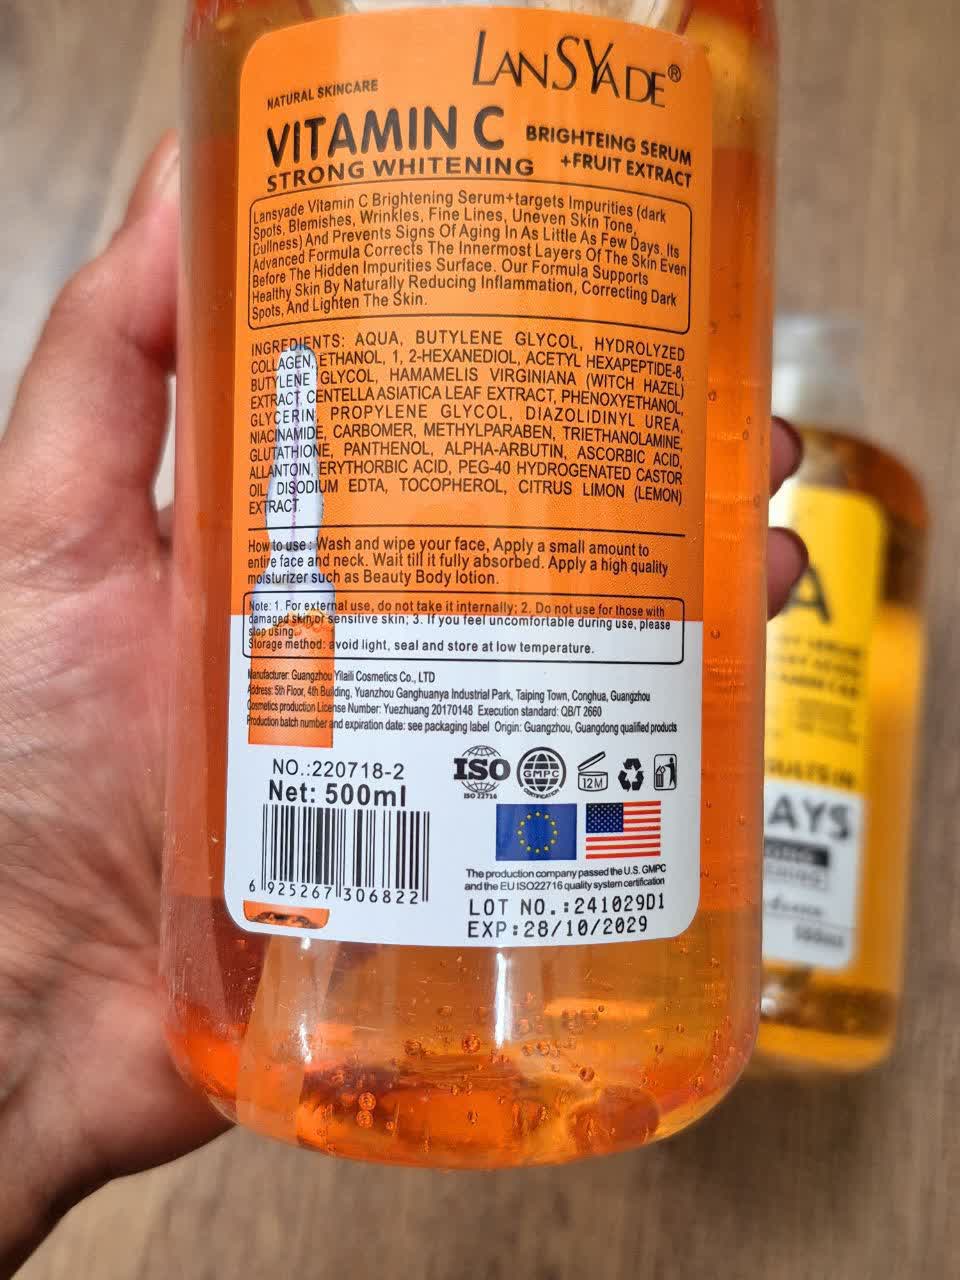 LANSYADE®
NATURAL SKINCARE
VITAMIN C
STRONG WHITENING
BRIGHTEING SERUM
+FRUIT EXTRACT
Lansyade Vitamin C Brightening Serum+targets Impurities (dark
Spots, Blemishes, Wrinkles, Fine Lines, Uneven Skin Tone,
Gullness) And Prevents Signs Of Aging In As Little As Few Days. Its
Advanced Formula Corrects The Innermost Layers Of The Skin Even
Before The Hidden Impurities Surface. Our Formula Supports
Healthy Skin By Naturally Reducing Inflammation, Correcting Dark
Spots, And Lighten The Skin.
INGREDIENTS: AQUA, BUTYLENE GLYCOL, HYDROLYZED
COLLAGEN, ETHANOL, 1, 2-HEXANEDIOL, ACETYL HEXAPEPTIDE-8,
BUTYLENE GLYCOL, HAMAMELIS VIRGINIANA (WITCH HAZEL)
EXTRACT, CENTELLA ASIATICA LEAF EXTRACT, PHENOXYETHANOL,
GLYCERIN, PROPYLENE GLYCOL, DIAZOLIDINYL UREA,
NIACINAMIDE, CARBOMER, METHYLPARABEN, TRIETHANOLAMINE,
GLUTATHIONE, PANTHENOL, ALPHA-ARBUTIN, ASCORBIC ACID,
ALLANTOIN, ERYTHORBIC ACID, PEG-40 HYDROGENATED CASTOR
OIL, DISODIUM EDTA, TOCOPHEROL, CITRUS LIMON (LEMON)
EXTRACT.
How to use : Wash and wipe your face, Apply a small amount to
entire face and neck. Wait till it fully absorbed. Apply a high quality
moisturizer such as Beauty Body lotion.
Note: 1. For external use, do not take it internally; 2. Do not use for those with
damaged skin or sensitive skin; 3. If you feel uncomfortable during use, please
stop using.
Storage method: avoid light, seal and store at low temperature.
Manufacturer: Guangzhou Yilaili Cosmetics Co., LTD
Address: 5th Floor, 4th Building, Yuanzhou Ganghuanya Industrial Park, Taiping Town, Conghua, Guangzhou
Cosmetics production License Number: Yuezhuang 20170148 Execution standard: QB/T 2660
Production batch number and expiration date: see packaging label Origin: Guangzhou, Guangdong qualified products
NO.:220718-2
Net: 500ml
ISO
ISO 22716
GMPC
CERTIFICATION
12M
6 925267 306822
The production company passed the U.S. GMPC
and the EU ISO22716 quality system certification
LOT NO.:241029D1
EXP:28/10/2029
A
AYS